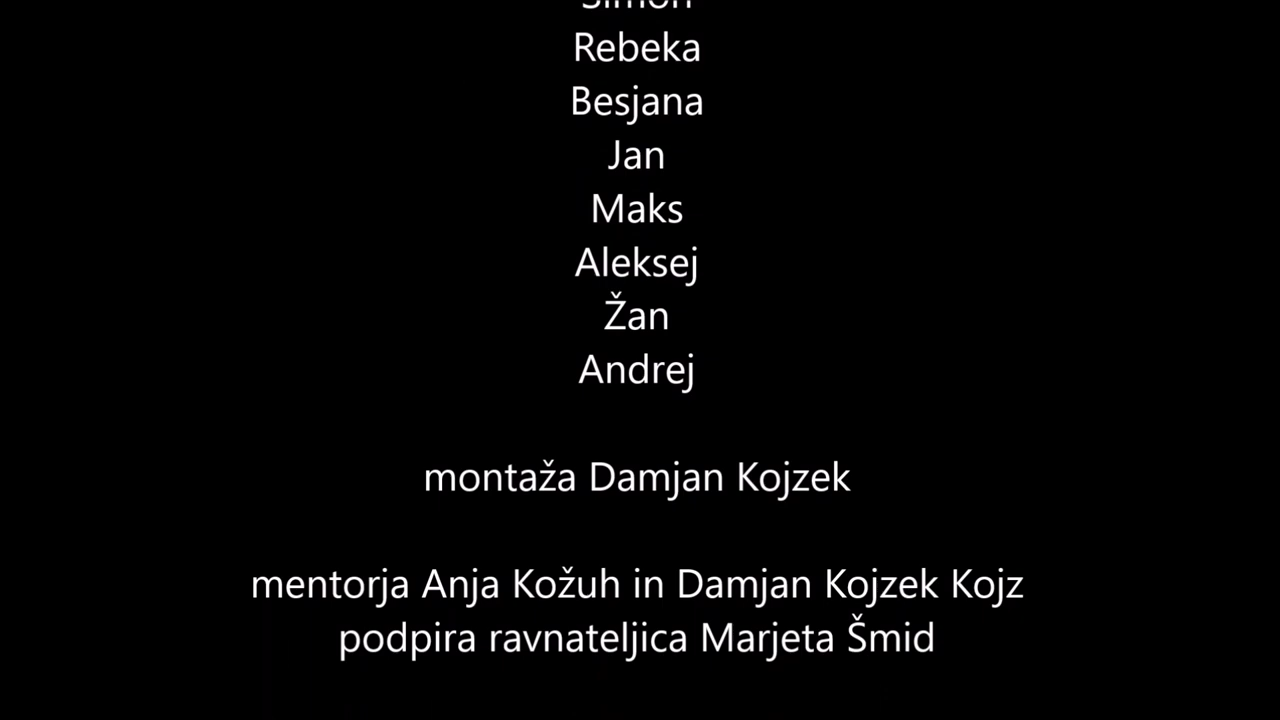 Simon
Rebeka
Besjana
Jan
Maks
Aleksej
Žan
Andrej
montaža Damjan Kojzek
mentorja Anja Kožuh in Damjan Kojzek Kojz
podpira ravnateljica Marjeta Šmid